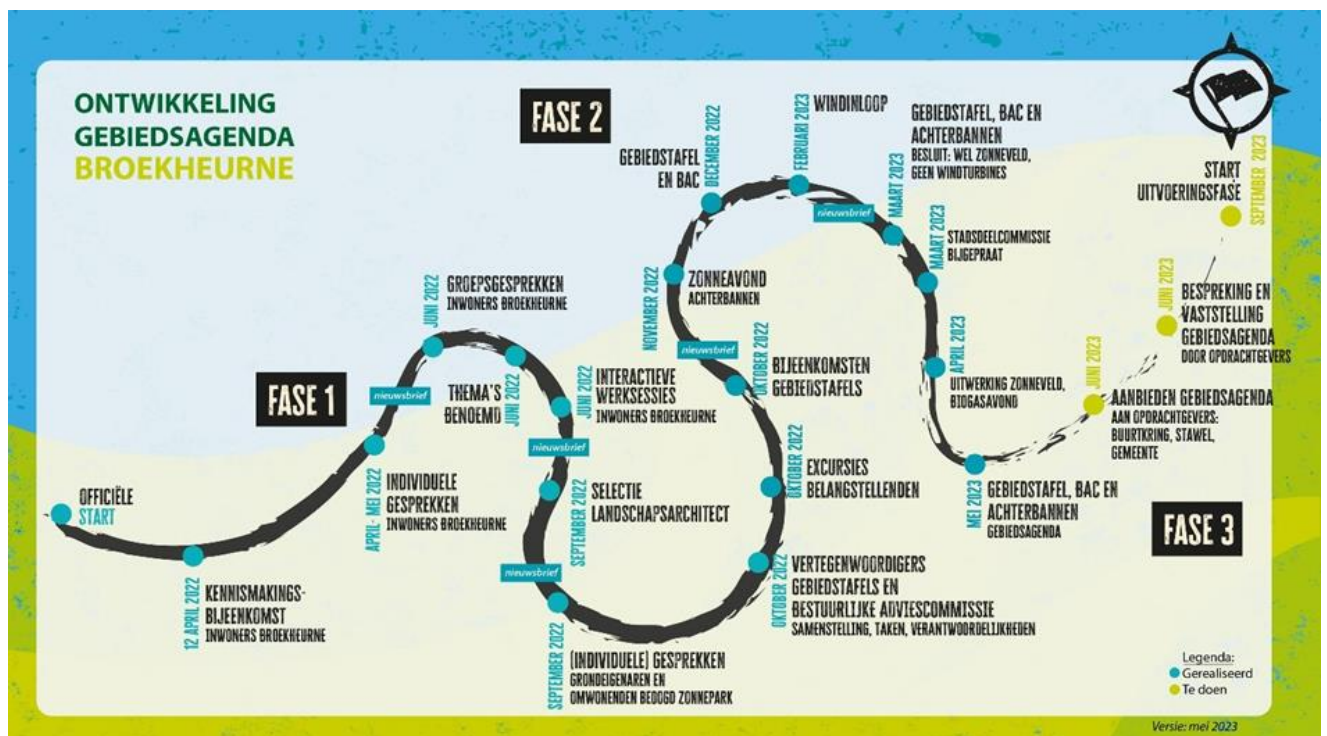 ONTWIKKELING
GEBIEDSAGENDA
BROEKHEURNE
FASE 1
OFFICIËLE
START
12 APRIL 2022
KENNISMAKINGS-
BIJEENKOMST
INWONERS BROEKHEURNE
APRIL- MEI 2022
INDIVIDUELE
GESPREKKEN
INWONERS BROEKHEURNE
nieuwsbrief
JUNI 2022
GROEPSGESPREKKEN
INWONERS BROEKHEURNE
THEMA'S
BENOEMD
JUNI 2022
JUNI 2022
INTERACTIEVE
WERKSESSIES
INWONERS BROEKHEURNE
nieuwsbrief
SEPTEMBER 2022
SELECTIE
LANDSCHAPSARCHITECT
nieuwsbrief
SEPTEMBER 2022
(INDIVIDUELE) GESPREKKEN
GRONDEIGENAREN EN
OMWONENDEN BEOOGD ZONNEPARK
FASE 2
OKTOBER 2022
VERTEGENWOORDIGERS
GEBIEDSTAFELS EN
BESTUURLIJKE ADVIESCOMMISSIE
SAMENSTELLING, TAKEN, VERANTWOORDELIJKHEDEN
OKTOBER 2022
EXCURSIES
BELANGSTELLENDEN
OKTOBER 2022
BIJEENKOMSTEN
GEBIEDSTAFELS
nieuwsbrief
NOVEMBER 2022
ZONNEAVOND
ACHTERBANNEN
GEBIEDSTAFEL
EN BAC
DECEMBER 2022
FEBRUARI 2023
WINDINLOOP
nieuwsbrief
MAART 2023
GEBIEDSTAFEL, BAC EN
ACHTERBANNEN
BESLUIT: WEL ZONNEVELD,
GEEN WINDTURBINES
MAART 2023
STADSDEELCOMMISSIE
BIJGEPRAAT
APRIL 2023
UITWERKING ZONNEVELD,
BIOGASAVOND
MEI 2023
GEBIEDSTAFEL, BAC EN
ACHTERBANNEN
GEBIEDSAGENDA
FASE 3
JUNI 2023
AANBIEDEN GEBIEDSAGENDA
AAN OPDRACHTGEVERS:
BUURTKRING, STAWEL,
GEMEENTE
JUNI 2023
BESPREKING EN
VASTSTELLING
GEBIEDSAGENDA
DOOR OPDRACHTGEVERS
START
UITVOERINGSFASE
SEPTEMBER 2023
Legenda:
Gerealiseerd
Te doen
Versie: mei 2023